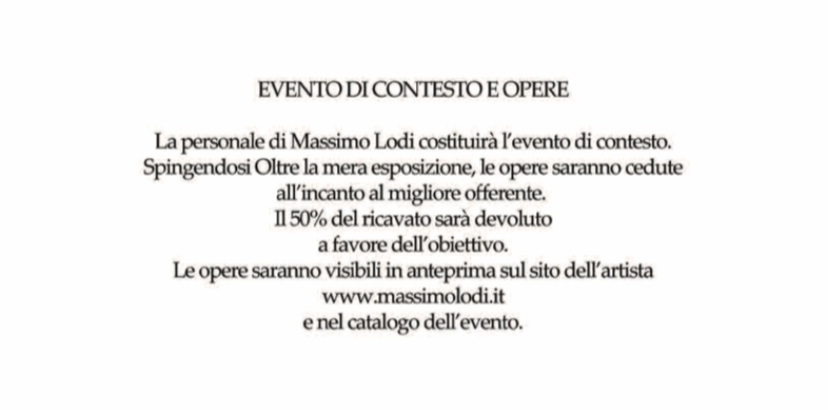 EVENTO DI CONTESTO E OPERE
La personale di Massimo Lodi costituirà l'evento di contesto.
Spingendosi Oltre la mera esposizione, le opere saranno cedute
all'incanto al migliore offerente.
Il 50% del ricavato sarà devoluto
a favore dell'obiettivo.
Le opere saranno visibili in anteprima sul sito dell'artista
www.massimolodi.it
e nel catalogo dell'evento.